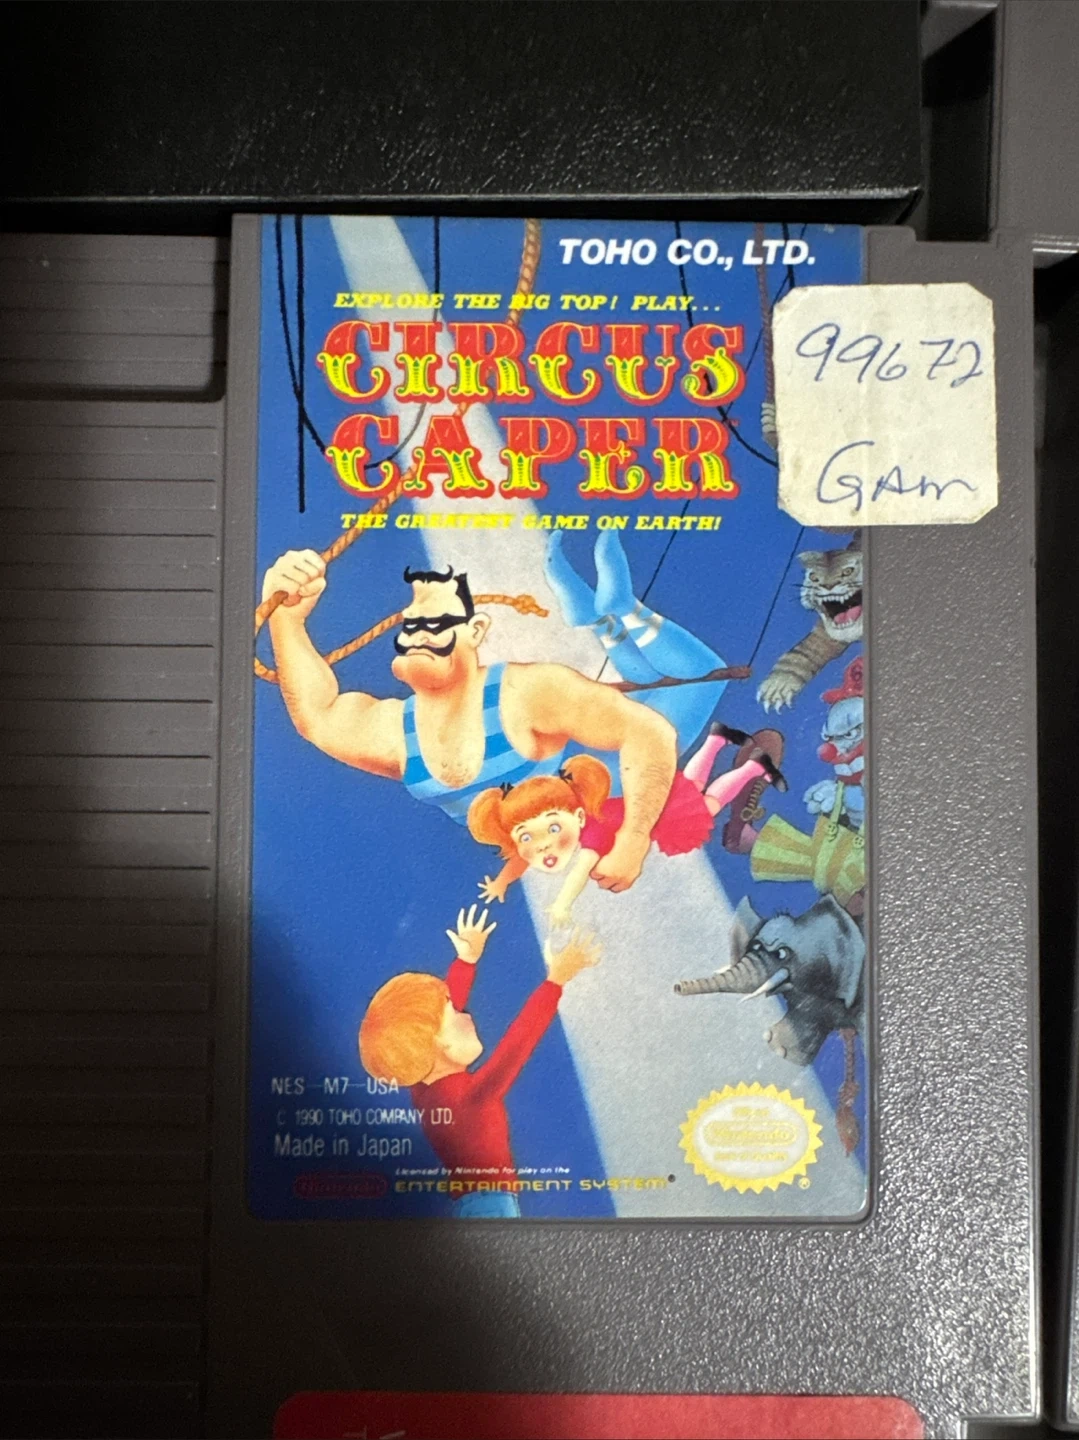 TOHO CO., LTD.
EXPLORE THE BIG TOP! PLAY...
CIRCUS
CAPER
THE GREATEST GAME ON EARTH!
99672
GAm
NES-M7-USA
© 1990 TOHO COMPANY, LTD.
Made in Japan
Licensed by Nintendo for play on the
Nintendo
ENTERTAINMENT SYSTEM®
Nintendo